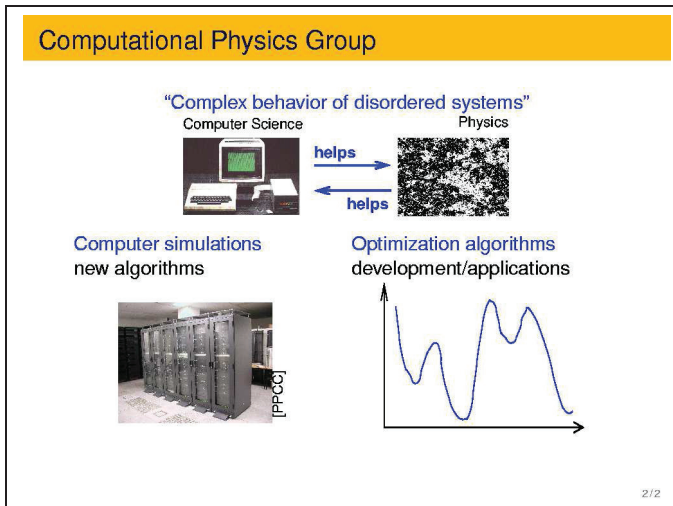 Computational Physics Group
“Complex behavior of disordered systems”
Computer Science
Physics
helps
helps
Computer simulations
new algorithms
Optimization algorithms
development/applications
[PPCC]
2/2